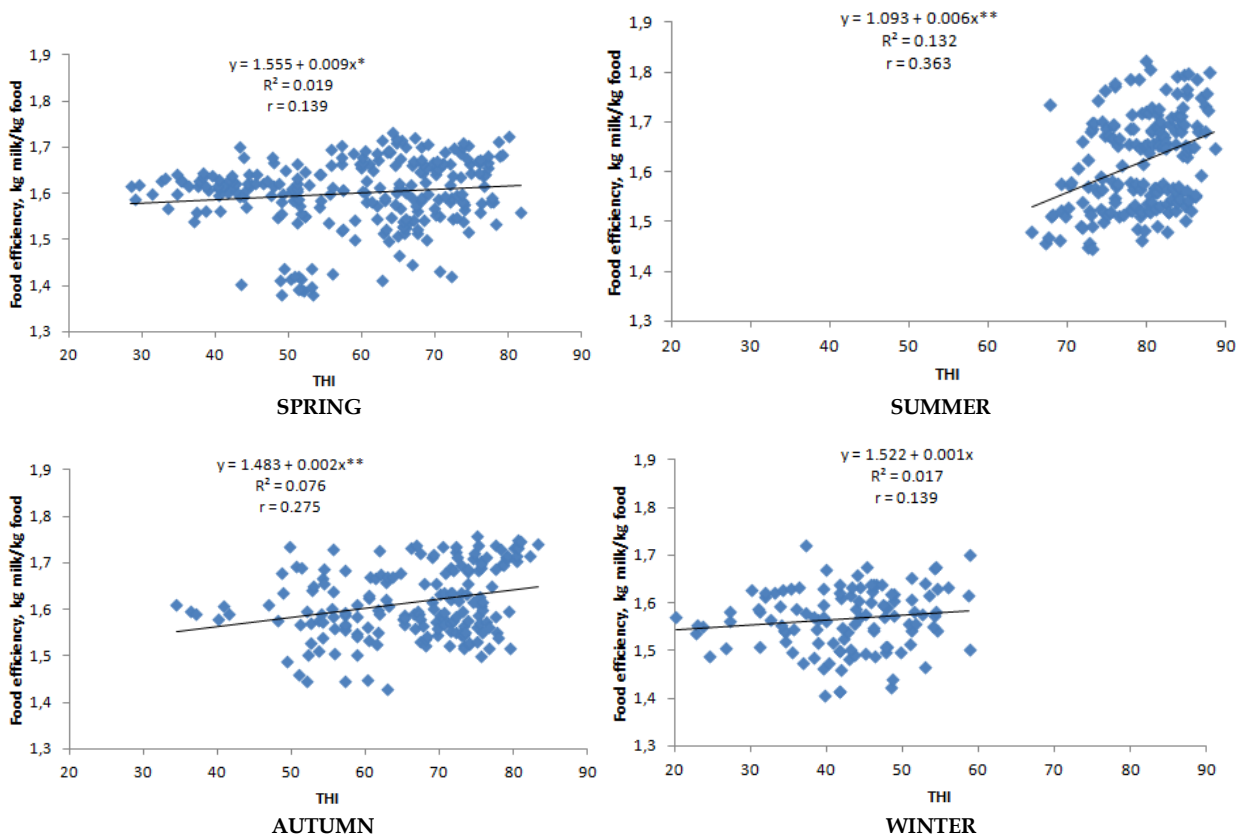 y = 1.555 + 0.009x*
R² = 0.019
r = 0.139
Food efficiency, kg milk/kg food
1,9
1,8
1,7
1,6
1,5
1,4
1,3
20 30 40 50 60 70 80 90
THI
SPRING
y = 1.093 + 0.006x**
R² = 0.132
r = 0.363
Food efficiency, kg milk/kg food
1,9
1,8
1,7
1,6
1,5
1,4
1,3
20 30 40 50 60 70 80 90
THI
SUMMER
y = 1.483 + 0.002x**
R² = 0.076
r = 0.275
Food efficiency, kg milk/kg food
1,9
1,8
1,7
1,6
1,5
1,4
1,3
20 30 40 50 60 70 80 90
THI
AUTUMN
y = 1.522 + 0.001x
R² = 0.017
r = 0.139
Food efficiency, kg milk/kg food
1,9
1,8
1,7
1,6
1,5
1,4
1,3
20 30 40 50 60 70 80 90
THI
WINTER